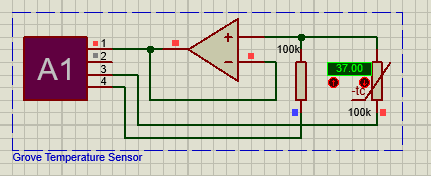 A1
1
2
3
4
+
−
100k
37.00
-tc
100k
Grove Temperature Sensor